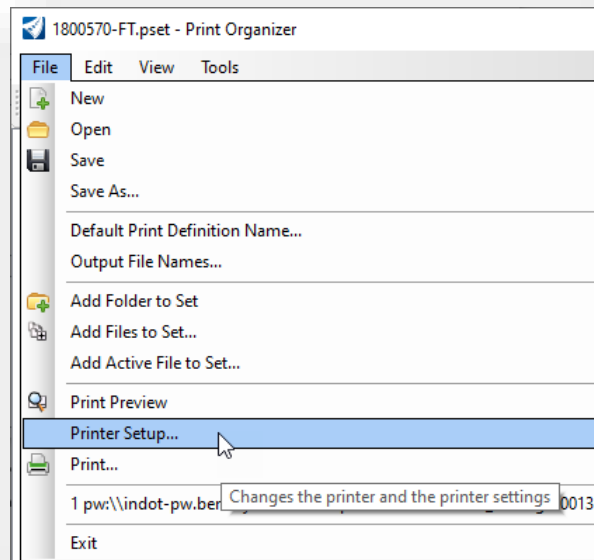 1800570-FT.pset - Print Organizer
File Edit View Tools
New
Open
Save
Save As...
Default Print Definition Name...
Output File Names...
Add Folder to Set
Add Files to Set...
Add Active File to Set...
Print Preview
Printer Setup...
Print...
Changes the printer and the printer settings
1 pw:\\indot-pw.ber 0013
Exit